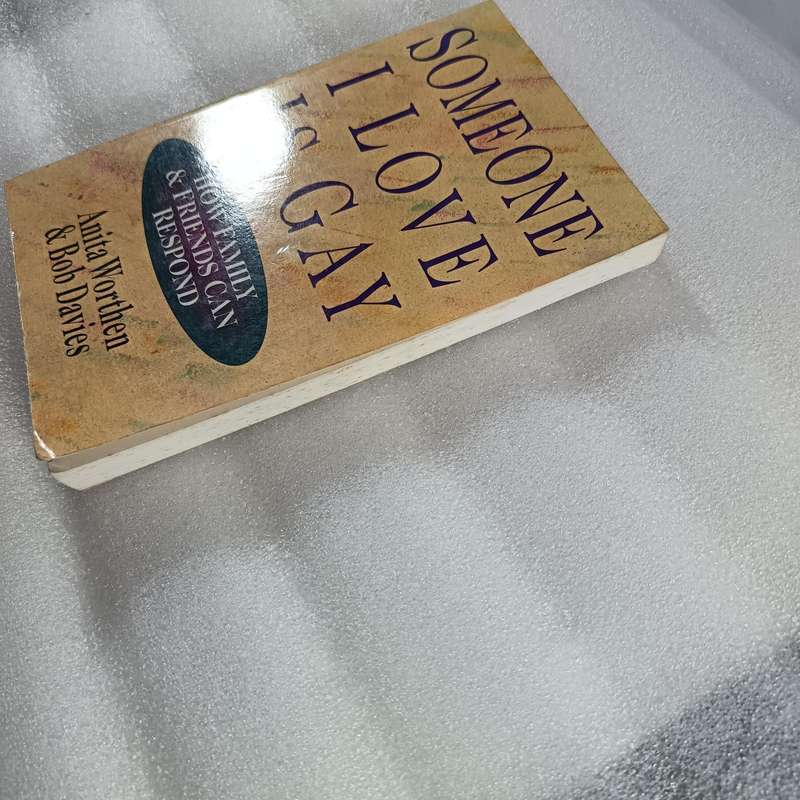 SOMEONE
I LOVE
IS GAY
HOW FAMILY
& FRIENDS CAN
RESPOND
Anita Worthen
& Bob Davies